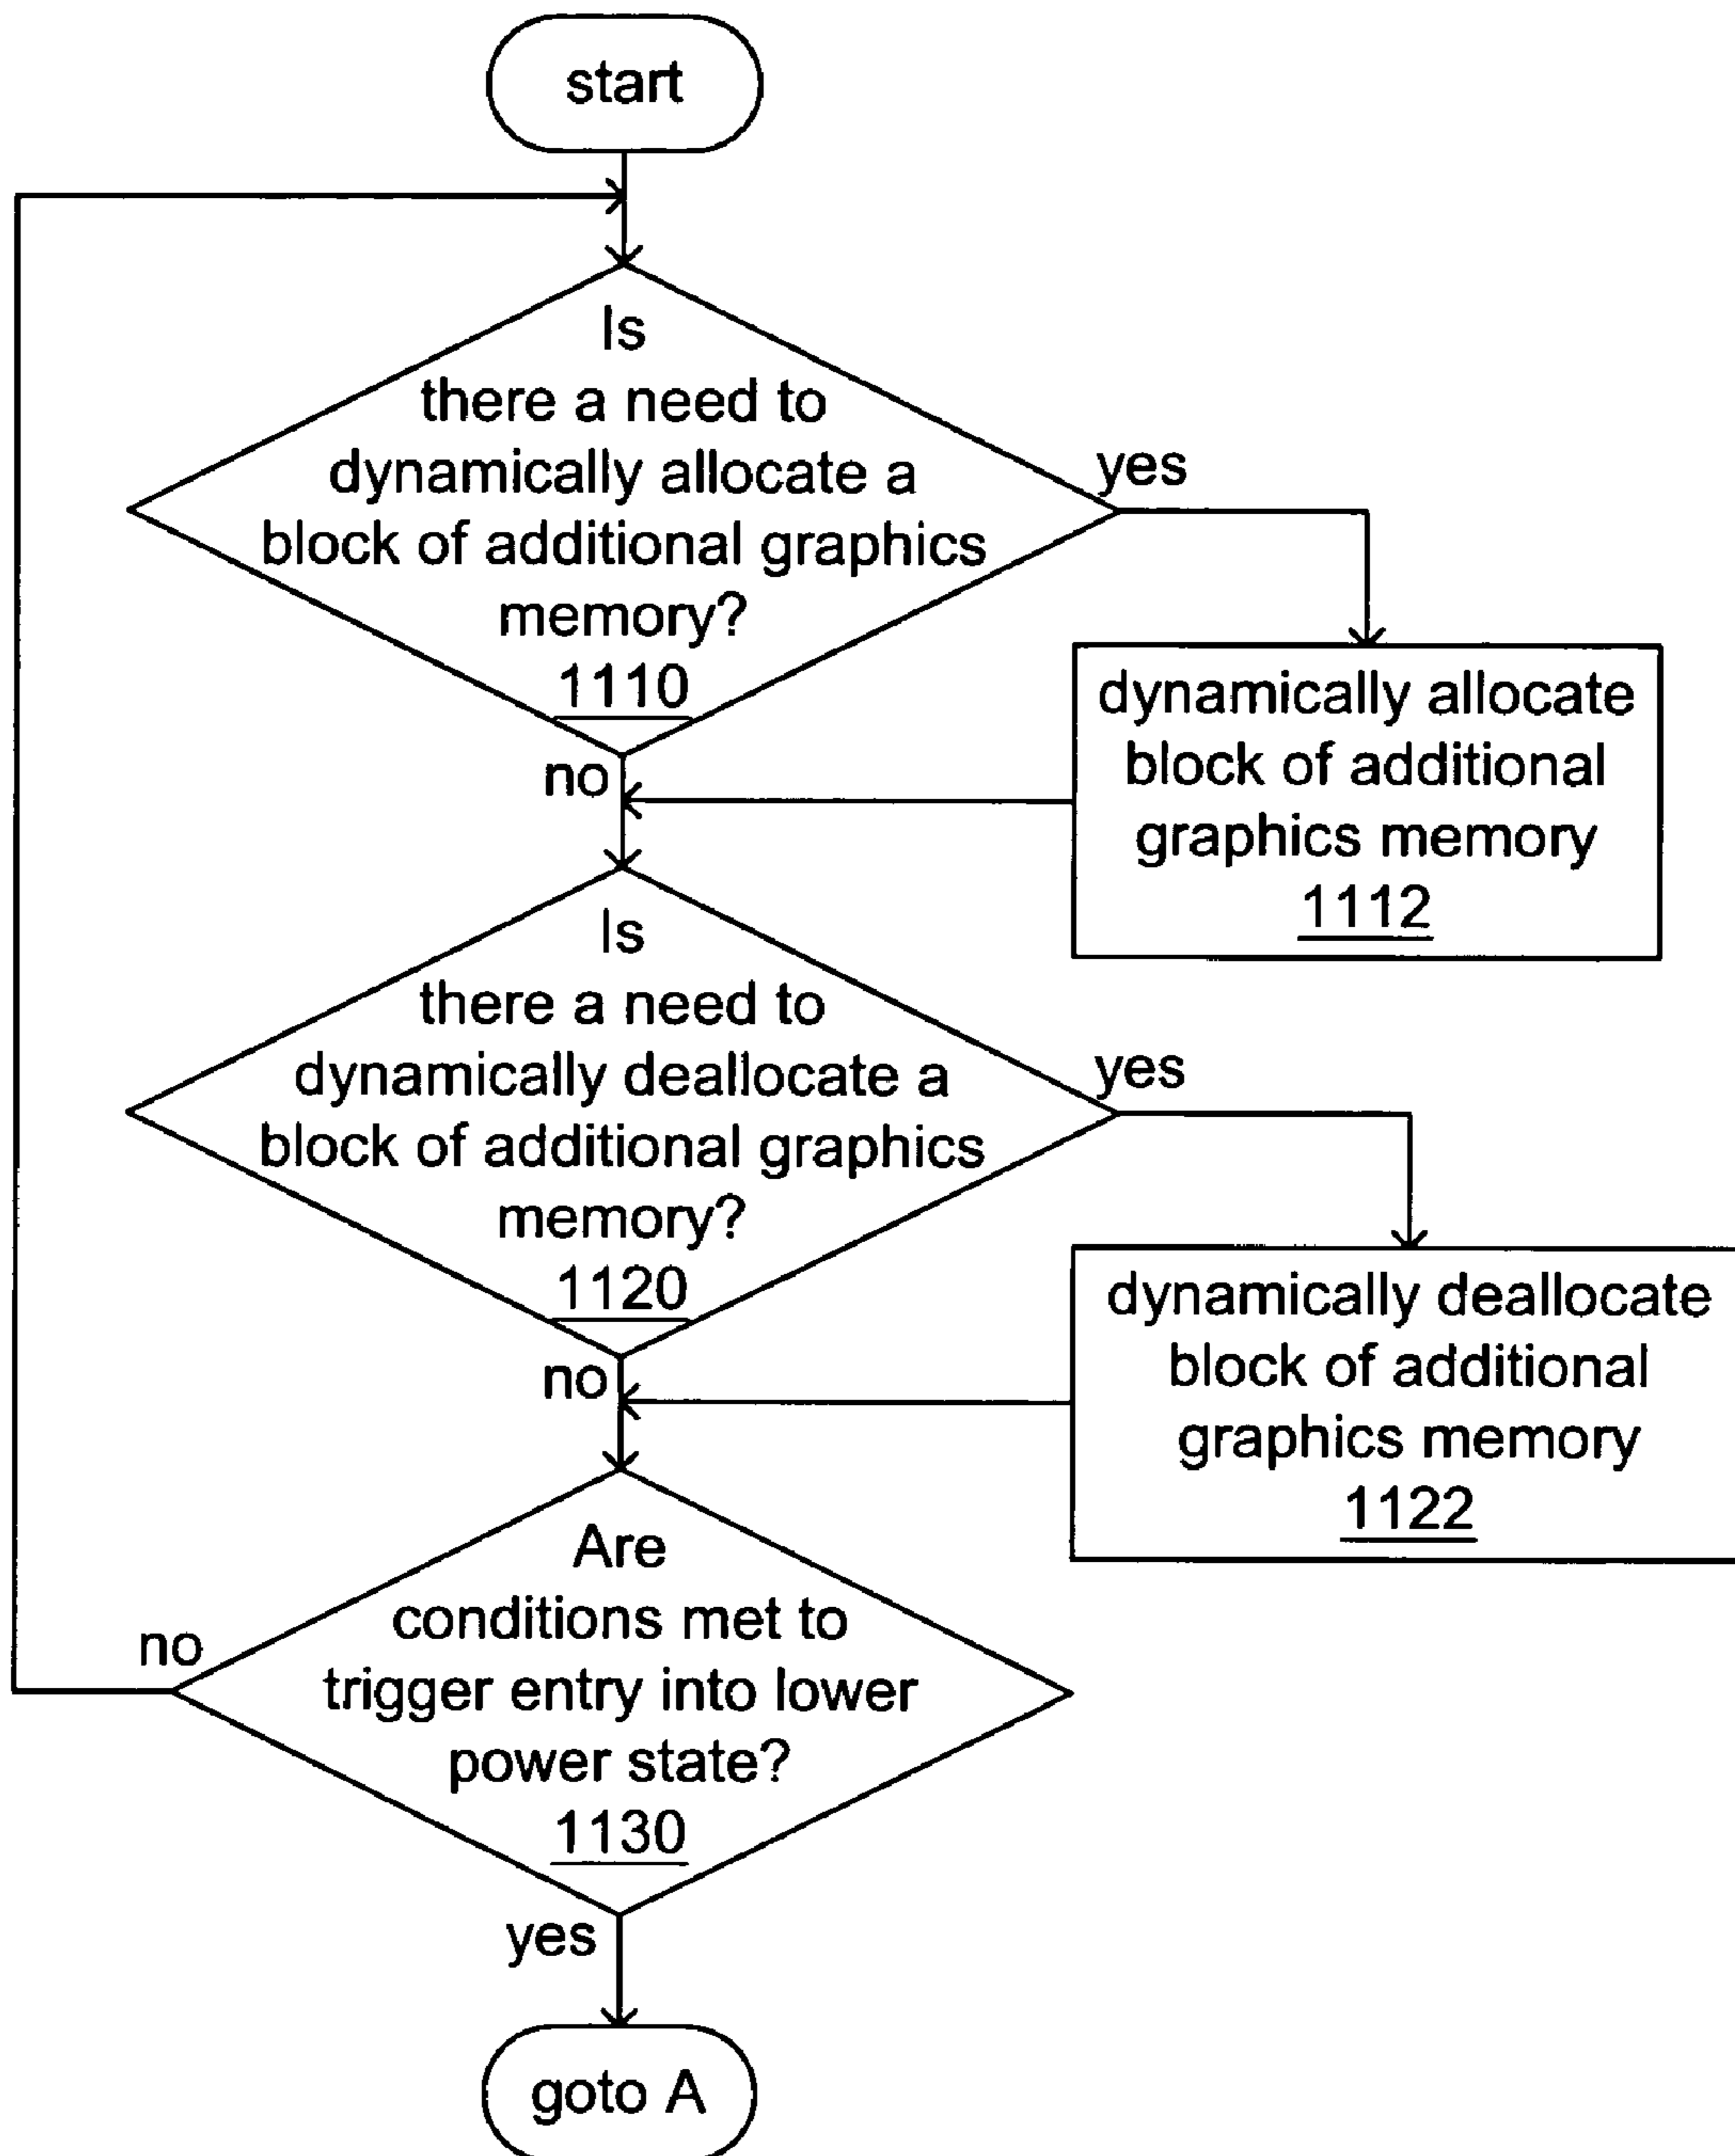 start
Is
there a need to
dynamically allocate a
block of additional graphics
memory?
1110
yes
no
dynamically allocate
block of additional
graphics memory
1112
Is
there a need to
dynamically deallocate a
block of additional graphics
memory?
1120
yes
no
dynamically deallocate
block of additional
graphics memory
1122
Are
conditions met to
trigger entry into lower
power state?
1130
no
yes
goto A